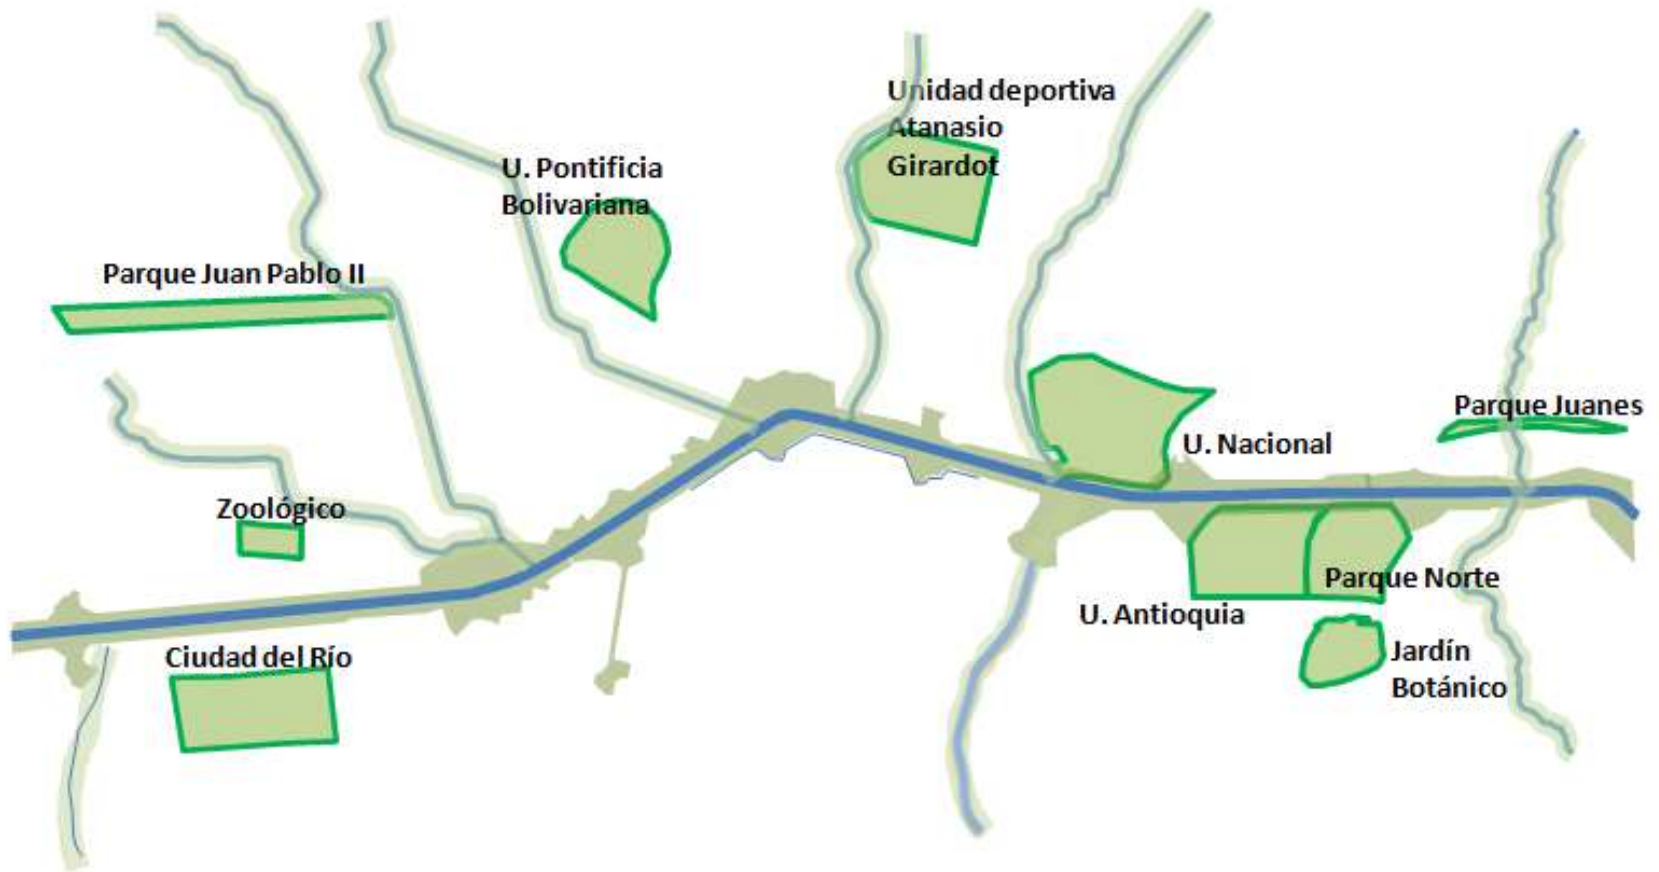 Unidad deportiva
Atanasio
Girardot
U. Pontificia
Bolivariana
Parque Juan Pablo II
Parque Juanes
U. Nacional
Zoológico
Parque Norte
U. Antioquia
Ciudad del Río
Jardín
Botánico